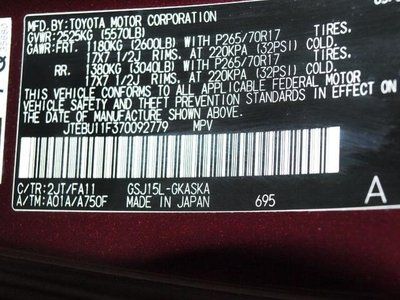 MFD.BY:TOYOTA MOTOR CORPORATION
GVWR:2525KG (5570LB)
GAWR:FRT. 1180KG (2600LB) WITH P265/70R17 TIRES,
17X7 1/2J RIMS, AT 220KPA (32PSI) COLD.
RR. 1380KG (3040LB) WITH P265/70R17 TIRES,
17X7 1/2J RIMS, AT 220KPA (32PSI) COLD.
THIS VEHICLE CONFORMS TO ALL APPLICABLE FEDERAL MOTOR
VEHICLE SAFETY AND BUMPER STANDARDS IN EFFECT ON
THE DATE OF MANUFACTURE SHOWN ABOVE.
JTEBU11F370092779 MPV
C/TR:2JT/FA11 GSJ15L-GKASKA
A/TM:A01A/A750F MADE IN JAPAN 695 A